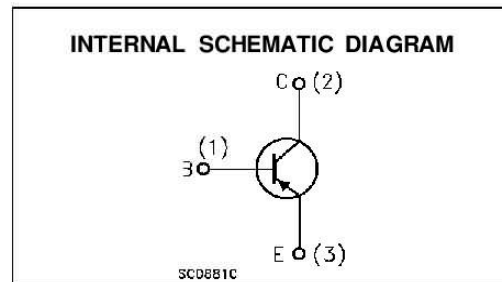 INTERNAL SCHEMATIC DIAGRAM
C (2)
(1)
B
E (3)
SC08810